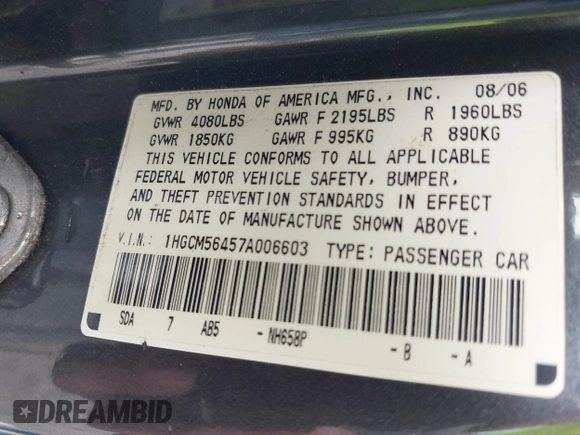 MFD. BY HONDA OF AMERICA MFG., INC. 08/06
GVWR 4080LBS GAWR F 2195LBS R 1960LBS
GVWR 1850KG GAWR F 995KG R 890KG
THIS VEHICLE CONFORMS TO ALL APPLICABLE
FEDERAL MOTOR VEHICLE SAFETY, BUMPER,
AND THEFT PREVENTION STANDARDS IN EFFECT
ON THE DATE OF MANUFACTURE SHOWN ABOVE.
V.I.N.: 1HGCM56457A006603 TYPE: PASSENGER CAR
SDA 7 AB5 - NH658P - B - A
DREAMBID